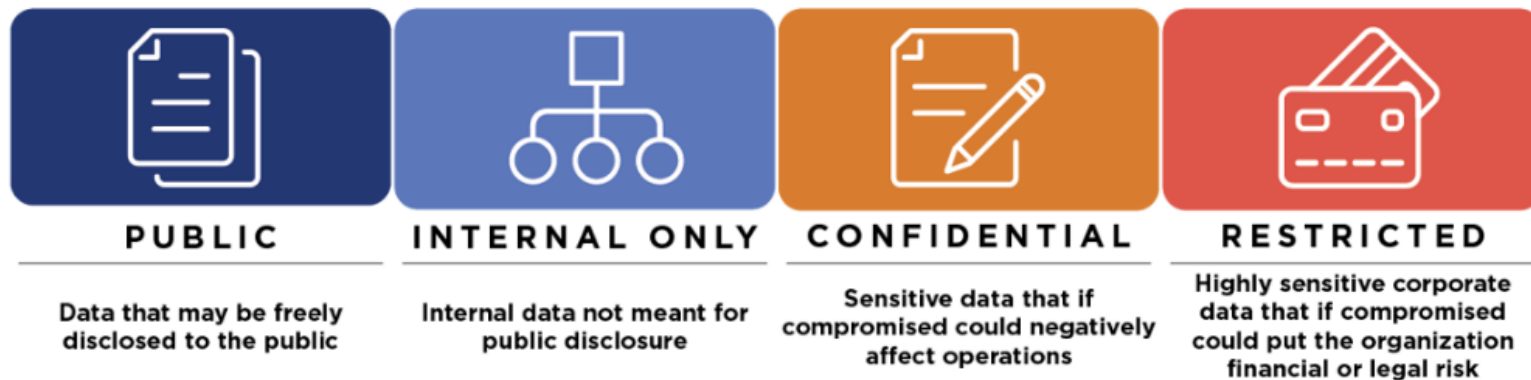 PUBLIC
Data that may be freely
disclosed to the public
INTERNAL ONLY
Internal data not meant for
public disclosure
CONFIDENTIAL
Sensitive data that if
compromised could negatively
affect operations
RESTRICTED
Highly sensitive corporate
data that if compromised
could put the organization
financial or legal risk